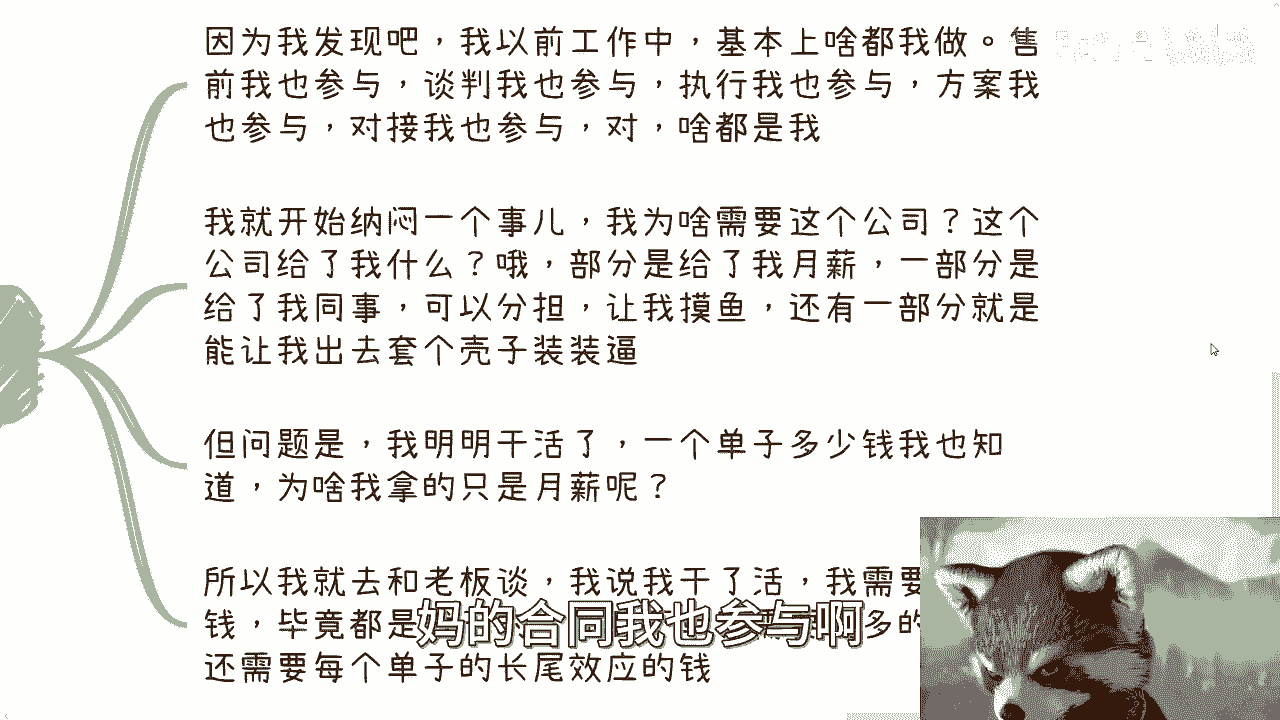 因为我发现吧，我以前工作中，基本上啥都我做。售
前我也参与，谈判我也参与，执行我也参与，方案我
也参与，对接我也参与，对，啥都是我
我就开始纳闷一个事儿，我为啥需要这个公司？这个
公司给了我什么？哦，部分是给了我月薪，一部分是
给了我同事，可以分担，让我摸鱼，还有一部分就是
能让我出去套个壳子装装逼
但问题是，我明明干活了，一个单子多少钱我也知
道，为啥我拿的只是月薪呢？
所以我就去和老板谈，我说我干了活，我需要
钱，毕竟都是 多的
妈的合同我也参与啊
还需要每个单子的长尾效应的钱